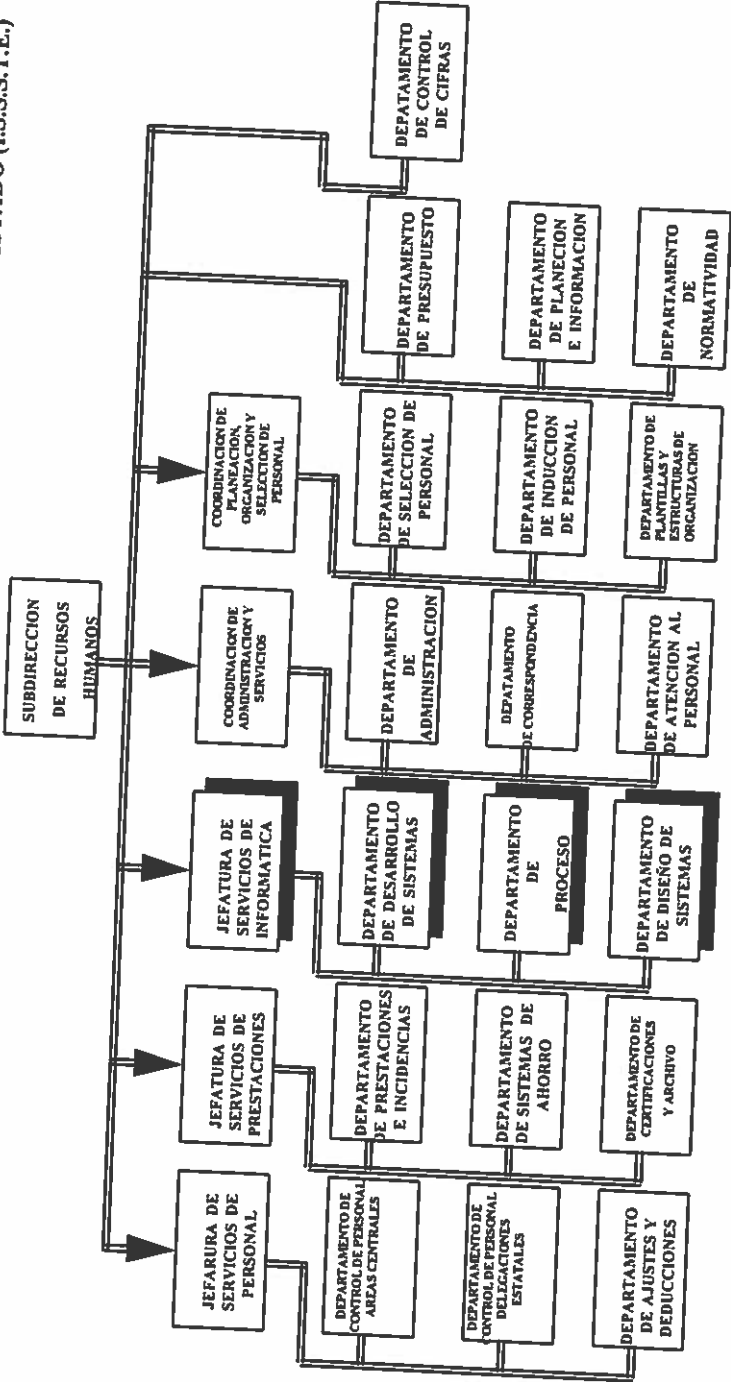 ESTADO (I.S.S.S.T.E.)
SUBDIRECCION
DE RECURSOS
HUMANOS
JEFARURA DE
SERVICIOS DE
PERSONAL
JEFATURA DE
SERVICIOS DE
PRESTACIONES
JEFATURA DE
SERVICIOS DE
INFORMATICA
COORDINACION DE
ADMINISTRACION Y
SERVICIOS
COORDINACION DE
PLANEACION,
ORGANIZACION Y
SELECCION DE
PERSONAL
DEPARTAMENTO DE
CONTROL DE PERSONAL
AREAS CENTRALES
DEPARTAMENTO
DE PRESTACIONES
E INCIDENCIAS
DEPARTAMENTO
DE DESARROLLO
DE SISTEMAS
DEPARTAMENTO
DE
ADMINISTRACION
DEPARTAMENTO
DE SELECCION DE
PERSONAL
DEPARTAMENTO
DE PRESUPUESTO
DEPATAMENTO
DE CONTROL
DE CIFRAS
DEPARTAMENTO DE
CONTROL DE PERSONAL
DELEGACIONES
ESTATALES
DEPARTAMENTO
DE SISTEMAS DE
AHORRO
DEPARTAMENTO
DE
PROCESO
DEPATAMENTO
DE CORRESPONDENCIA
DEPARTAMENTO
DE INDUCCION
DE PERSONAL
DEPARTAMENTO
DE PLANECION
E INFORMACION
DEPARTAMENTO
DE AJUSTES Y
DEDUCCIONES
DEPARTAMENTO DE
CERTIFICACIONES
Y ARCHIVO
DEPARTAMENTO
DE DISEÑO DE
SISTEMAS
DEPARTAMENTO
DE ATENCION AL
PERSONAL
DEPARTAMENTO DE
PLANTILLAS Y
ESTRUCTURAS DE
ORGANIZACION
DEPARTAMENTO
DE
NORMATIVIDAD